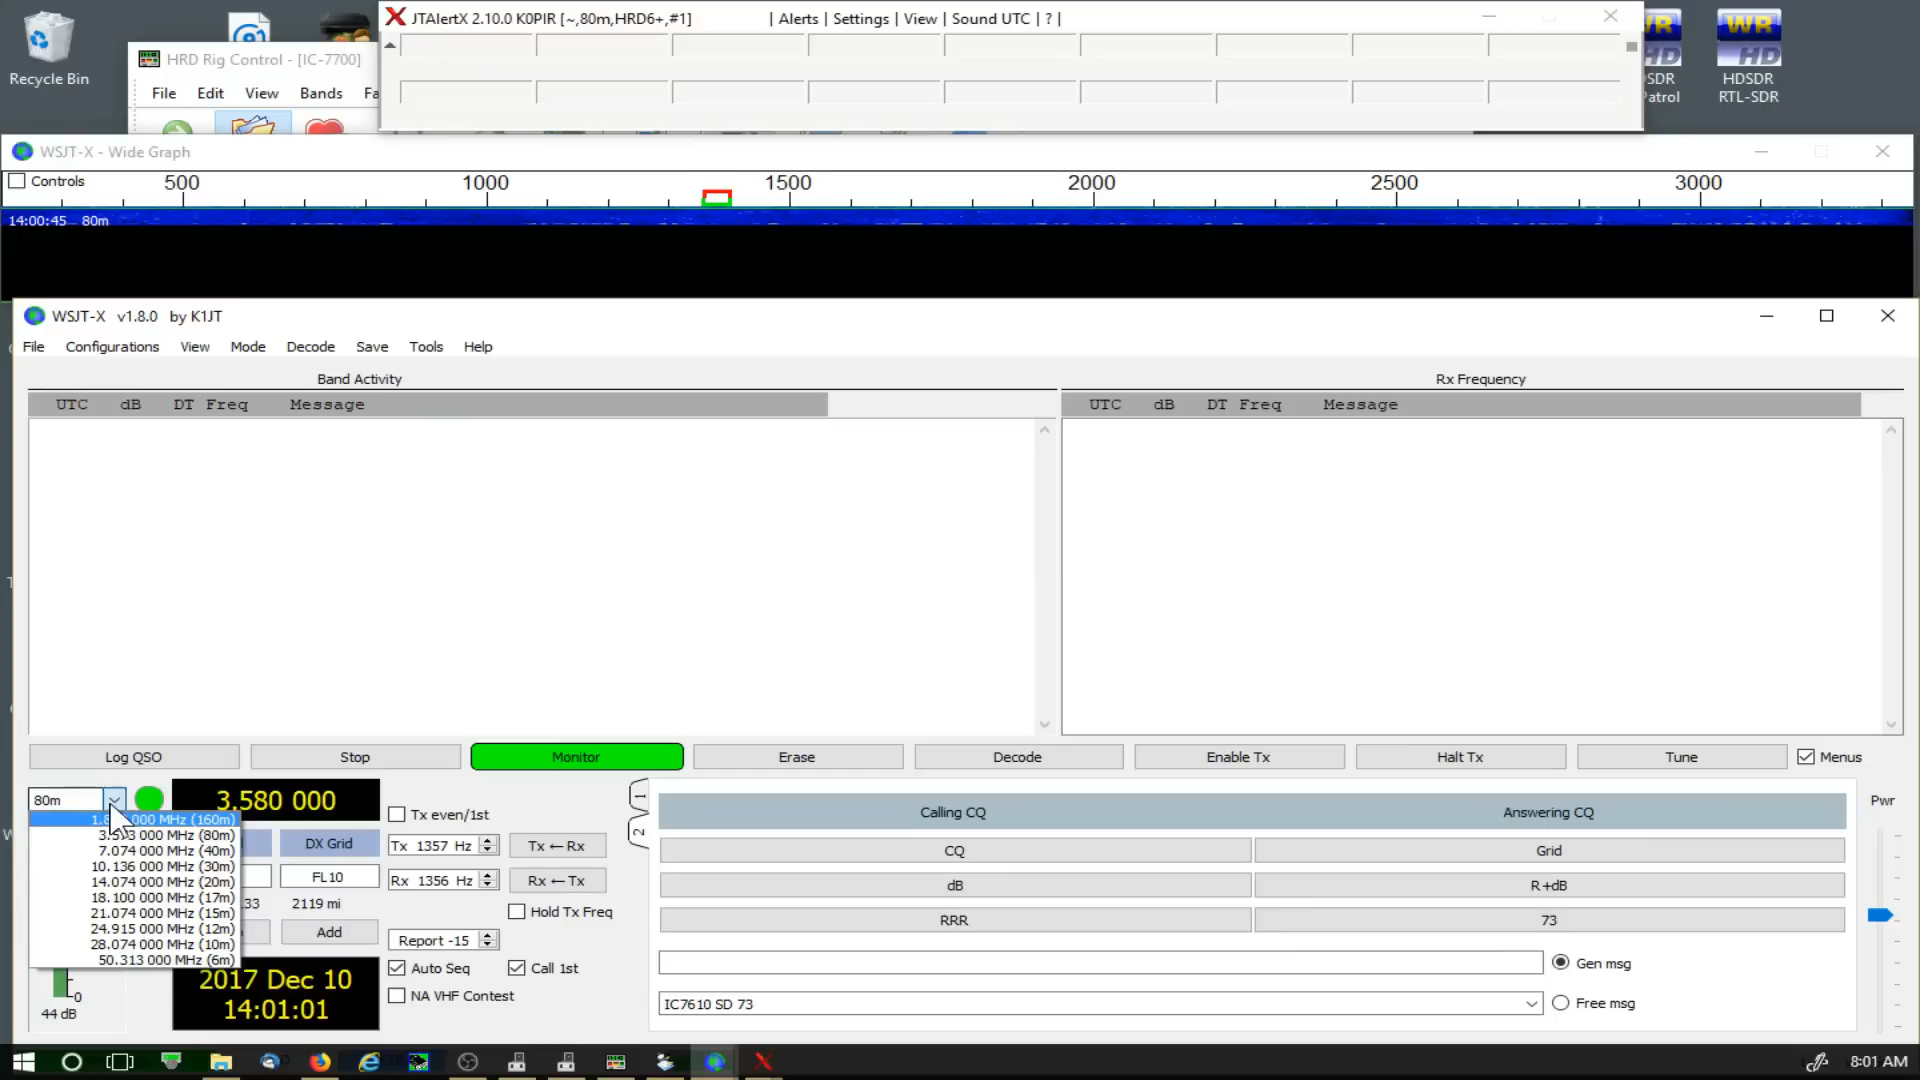 Recycle Bin
HRD Rig Control - [IC-7700]
File Edit View Bands Fa
JTAlertX 2.10.0 K0PIR [~,80m,HRD6+,#1] | Alerts | Settings | View | Sound UTC | ? |
SDR
atrol
HDSDR
RTL-SDR
WSJT-X - Wide Graph
Controls 500 1000 1500 2000 2500 3000
14:00:45 80m
WSJT-X v1.8.0 by K1JT
File Configurations View Mode Decode Save Tools Help
Band Activity
Rx Frequency
UTC dB DT Freq Message
UTC dB DT Freq Message
Log QSO Stop Monitor Erase Decode Enable Tx Halt Tx Tune Menus
80m
3.580 000
000 MHz (160m)
000 MHz (80m)
7.074 000 MHz (40m)
10.136 000 MHz (30m)
14.074 000 MHz (20m)
18.100 000 MHz (17m)
21.074 000 MHz (15m)
24.915 000 MHz (12m)
28.074 000 MHz (10m)
50.313 000 MHz (6m)
DX Grid
FL10
33 2119 mi
Add
0
44 dB
2017 Dec 10
14:01:01
Tx even/1st
Tx 1357 Hz Tx ← Rx
Rx 1356 Hz Rx ← Tx
Hold Tx Freq
Report -15
Auto Seq Call 1st
NA VHF Contest
1
2
Calling CQ Answering CQ
CQ Grid
dB R+dB
RRR 73
Gen msg
IC7610 SD 73 Free msg
Pwr
8:01 AM